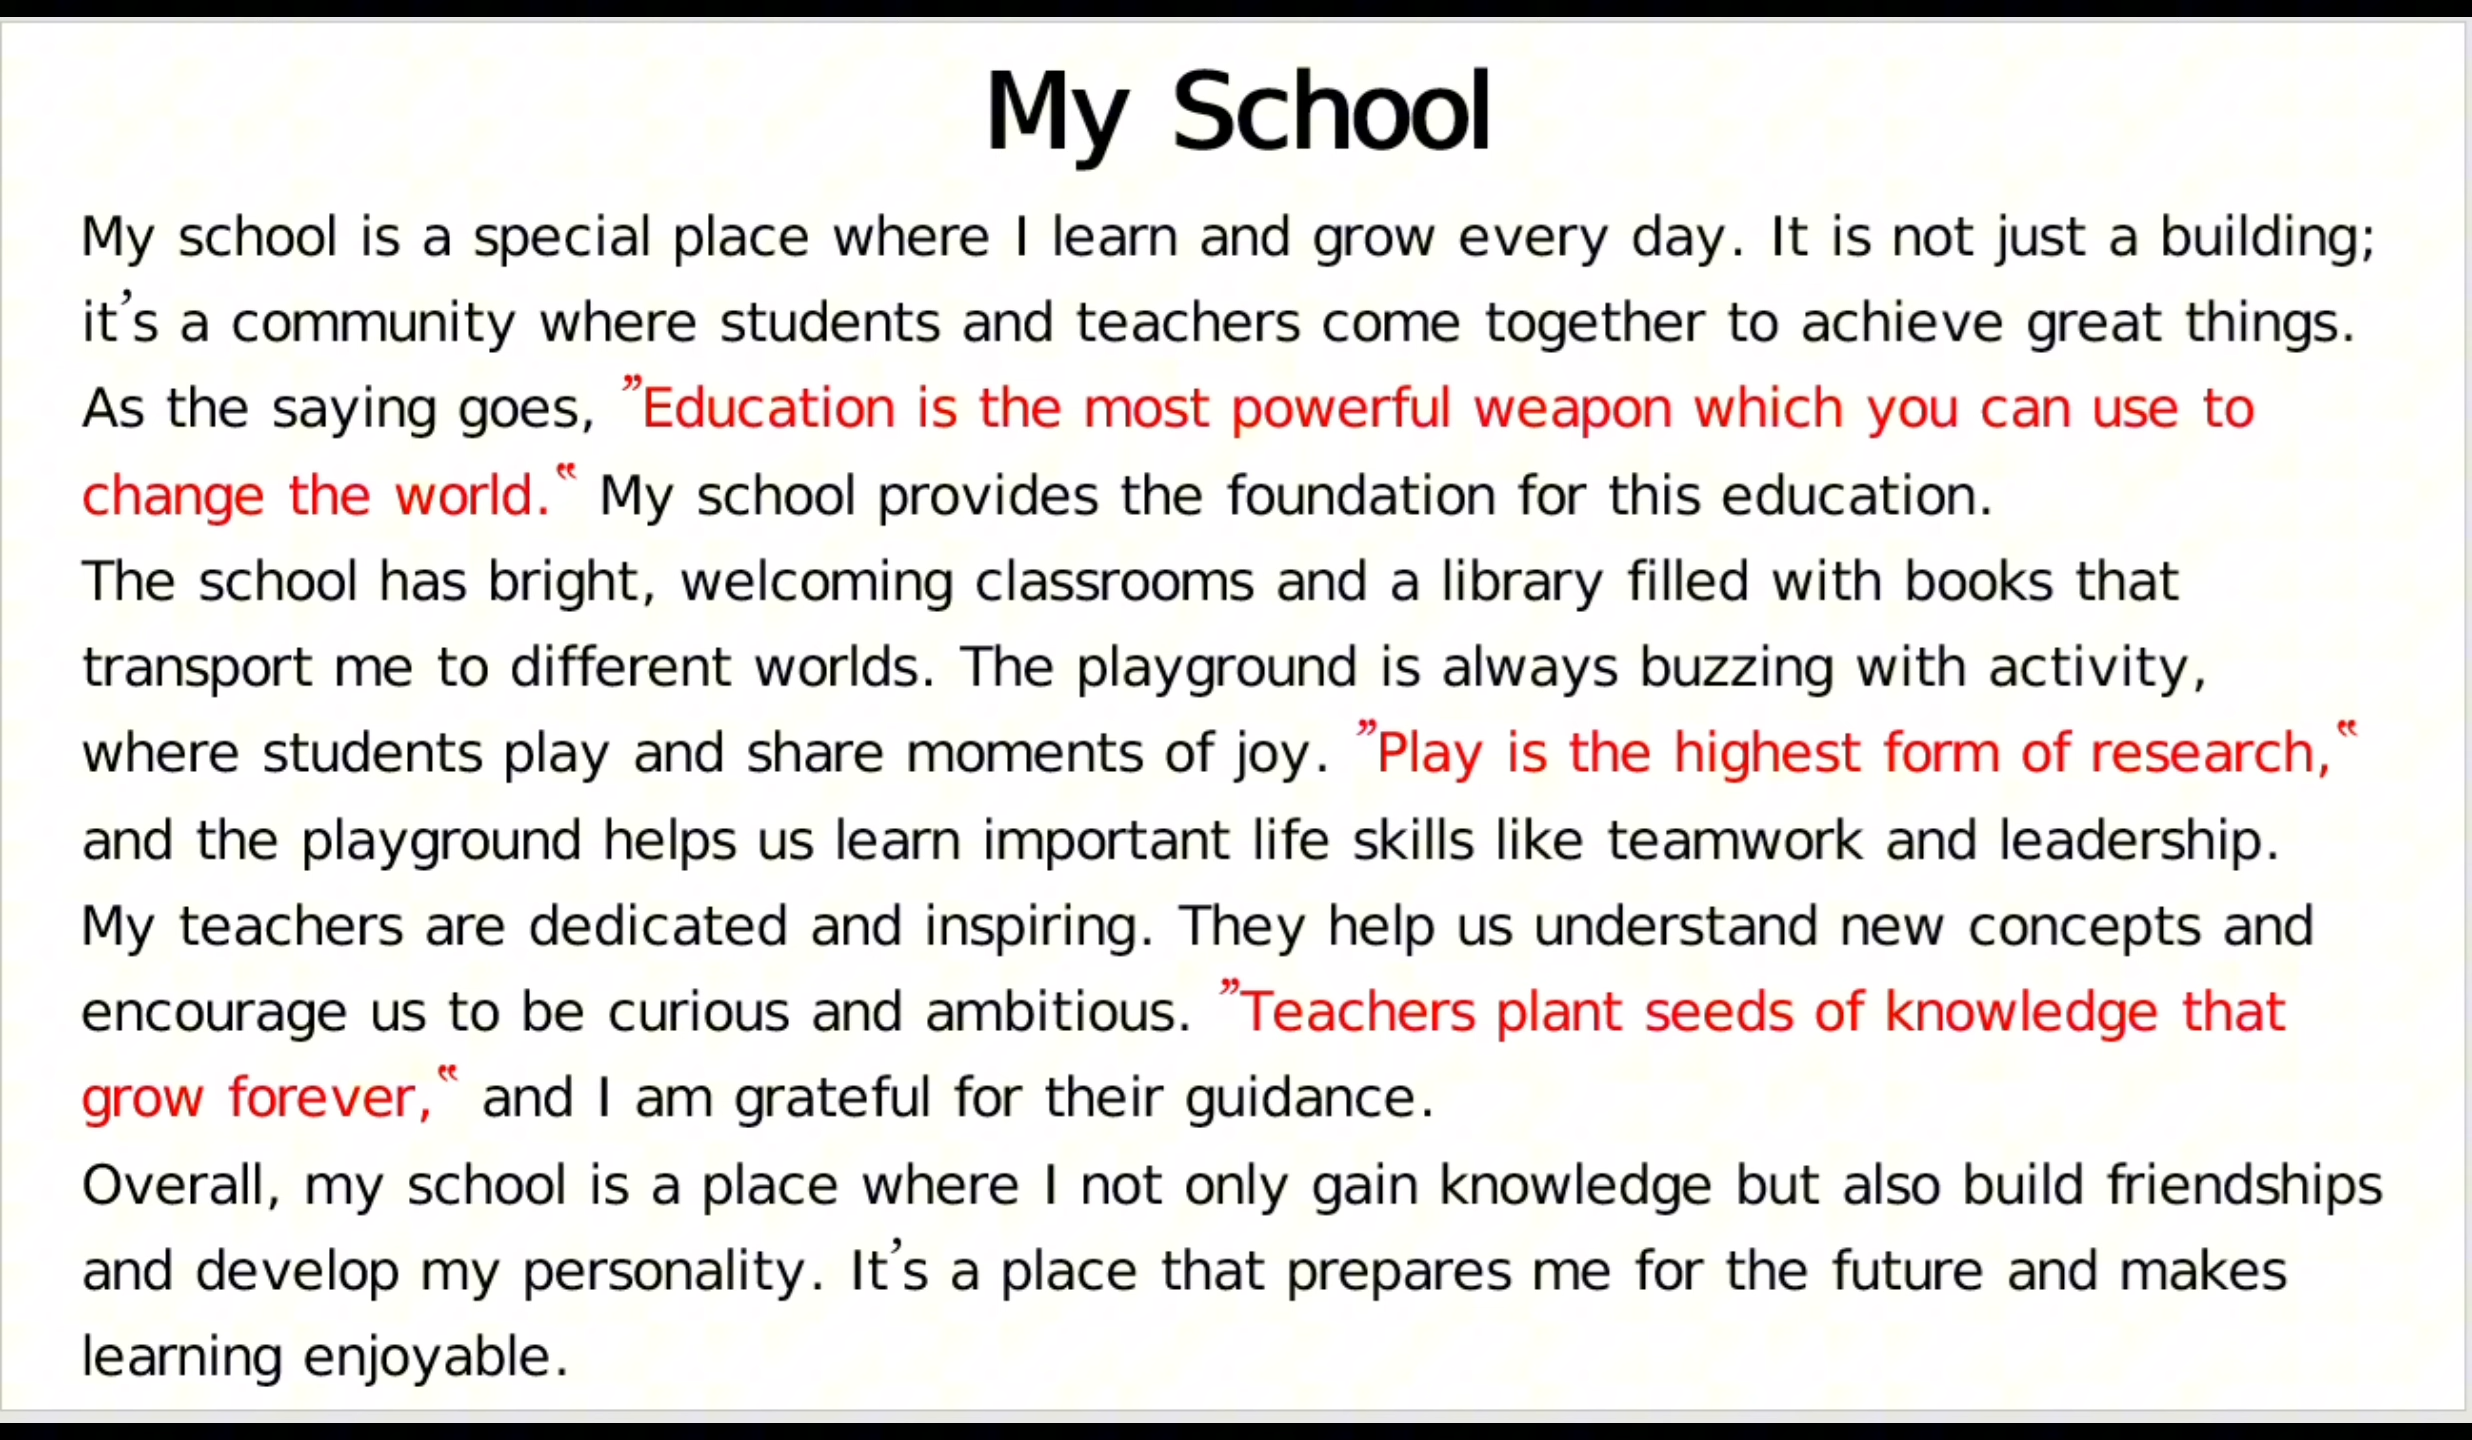 My School
My school is a special place where I learn and grow every day. It is not just a building;
it’s a community where students and teachers come together to achieve great things.
As the saying goes, ”Education is the most powerful weapon which you can use to
change the world.“ My school provides the foundation for this education.
The school has bright, welcoming classrooms and a library filled with books that
transport me to different worlds. The playground is always buzzing with activity,
where students play and share moments of joy. ”Play is the highest form of research,“
and the playground helps us learn important life skills like teamwork and leadership.
My teachers are dedicated and inspiring. They help us understand new concepts and
encourage us to be curious and ambitious. ”Teachers plant seeds of knowledge that
grow forever,“ and I am grateful for their guidance.
Overall, my school is a place where I not only gain knowledge but also build friendships
and develop my personality. It’s a place that prepares me for the future and makes
learning enjoyable.